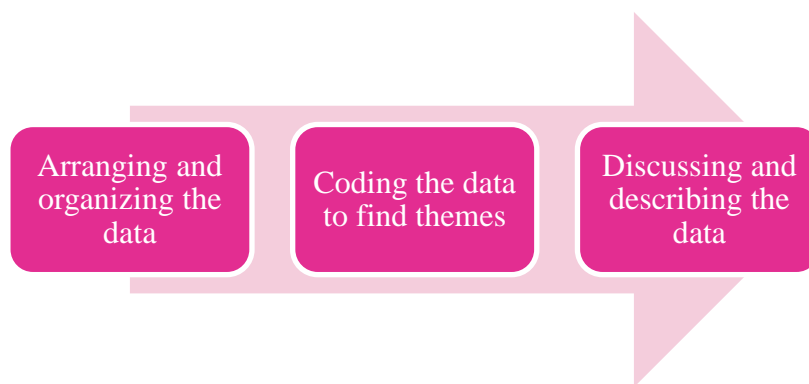 Arranging and
organizing the
data
Coding the data
to find themes
Discussing and
describing the
data